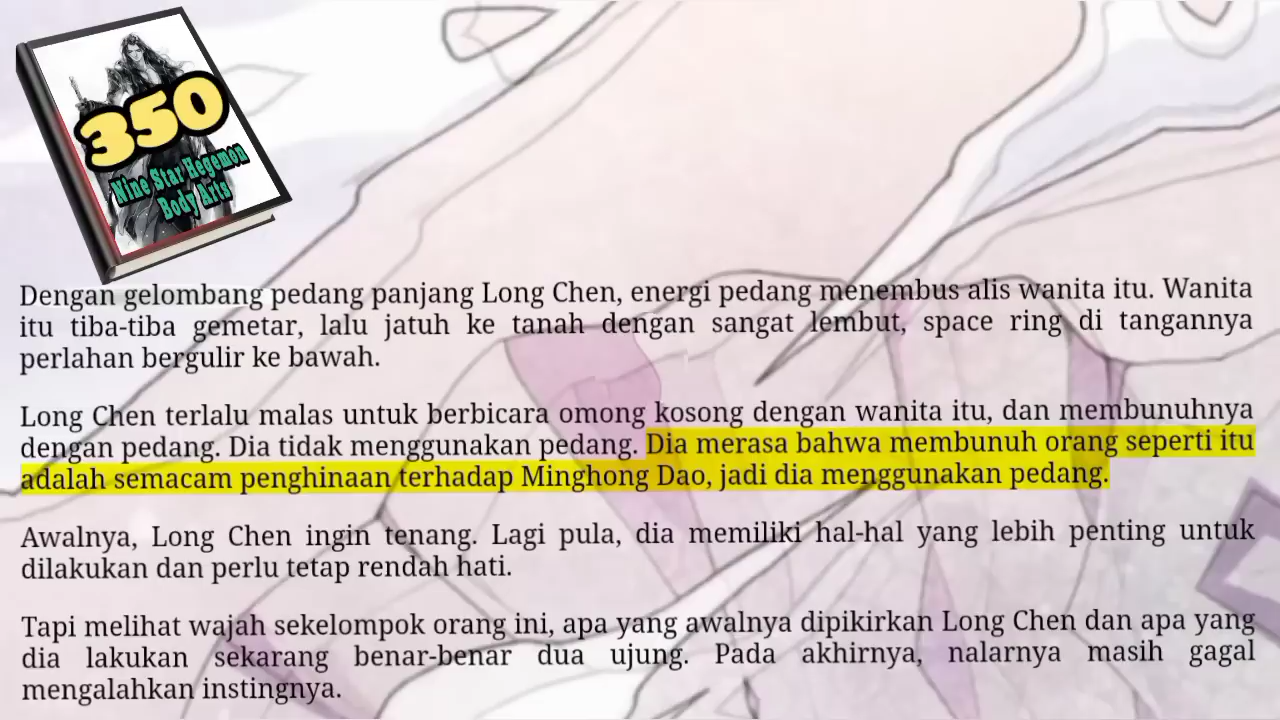 350
Nine Star Hegemon
Body Arts
Dengan gelombang pedang panjang Long Chen, energi pedang menembus alis wanita itu. Wanita
itu tiba-tiba gemetar, lalu jatuh ke tanah dengan sangat lembut, space ring di tangannya
perlahan bergulir ke bawah.
Long Chen terlalu malas untuk berbicara omong kosong dengan wanita itu, dan membunuhnya
dengan pedang. Dia tidak menggunakan pedang. Dia merasa bahwa membunuh orang seperti itu
adalah semacam penghinaan terhadap Minghong Dao, jadi dia menggunakan pedang.
Awalnya, Long Chen ingin tenang. Lagi pula, dia memiliki hal-hal yang lebih penting untuk
dilakukan dan perlu tetap rendah hati.
Tapi melihat wajah sekelompok orang ini, apa yang awalnya dipikirkan Long Chen dan apa yang
dia lakukan sekarang benar-benar dua ujung. Pada akhirnya, nalarnya masih gagal
mengalahkan instingnya.